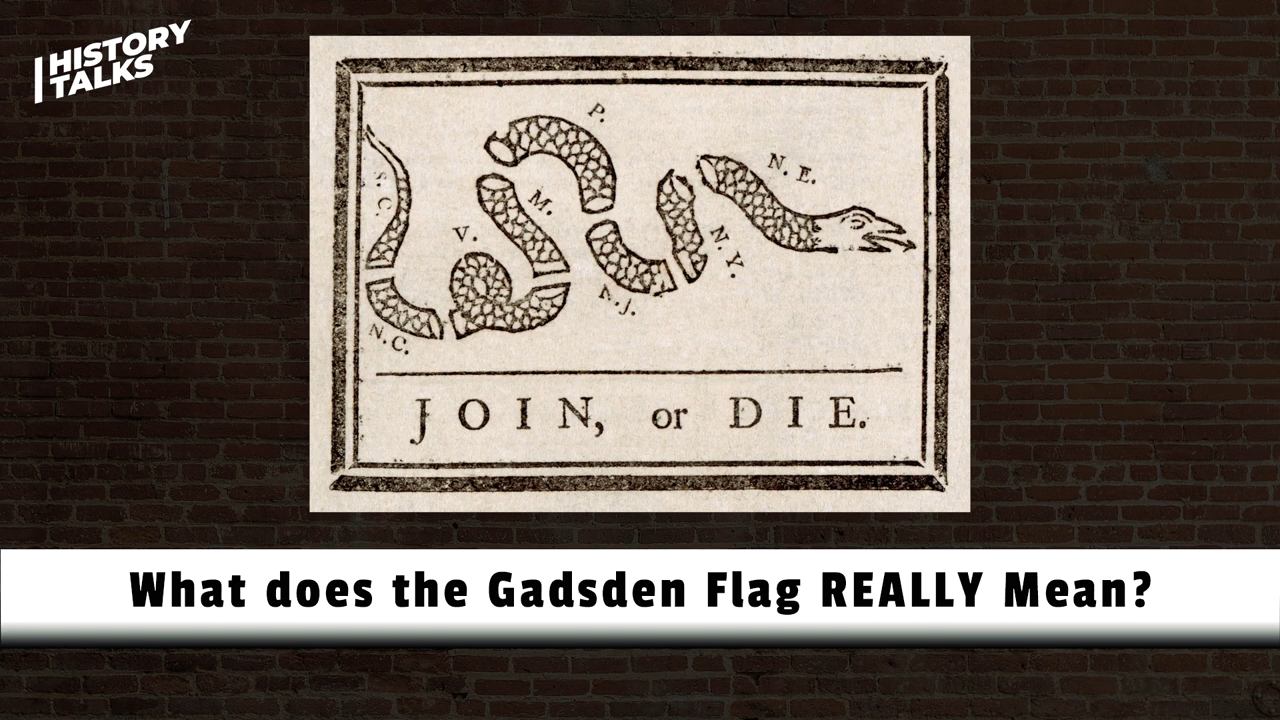 HISTORY
TALKS
P.
N. E.
S. C.
M.
V.
N. Y.
N. J.
N. C.
JOIN, or DIE.
What does the Gadsden Flag REALLY Mean?